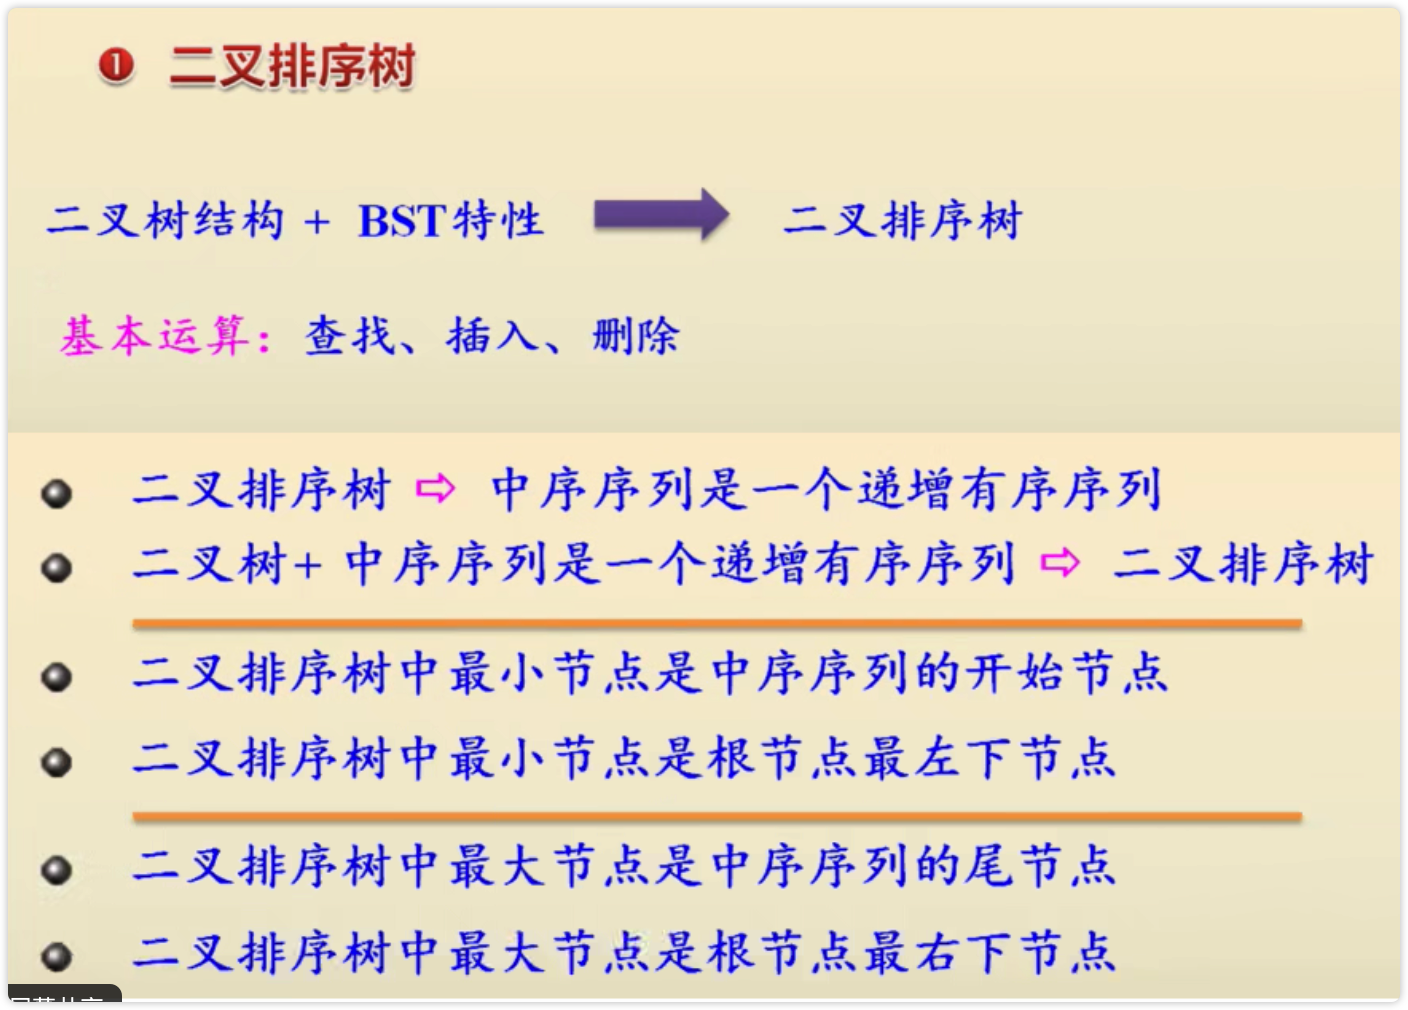 ① 二叉排序树
二叉树结构 + BST特性 二叉排序树
基本运算：查找、插入、删除
二叉排序树 ⇨ 中序序列是一个递增有序序列
二叉树+ 中序序列是一个递增有序序列 ⇨ 二叉排序树
二叉排序树中最小节点是中序序列的开始节点
二叉排序树中最小节点是根节点最左下节点
二叉排序树中最大节点是中序序列的尾节点
二叉排序树中最大节点是根节点最右下节点